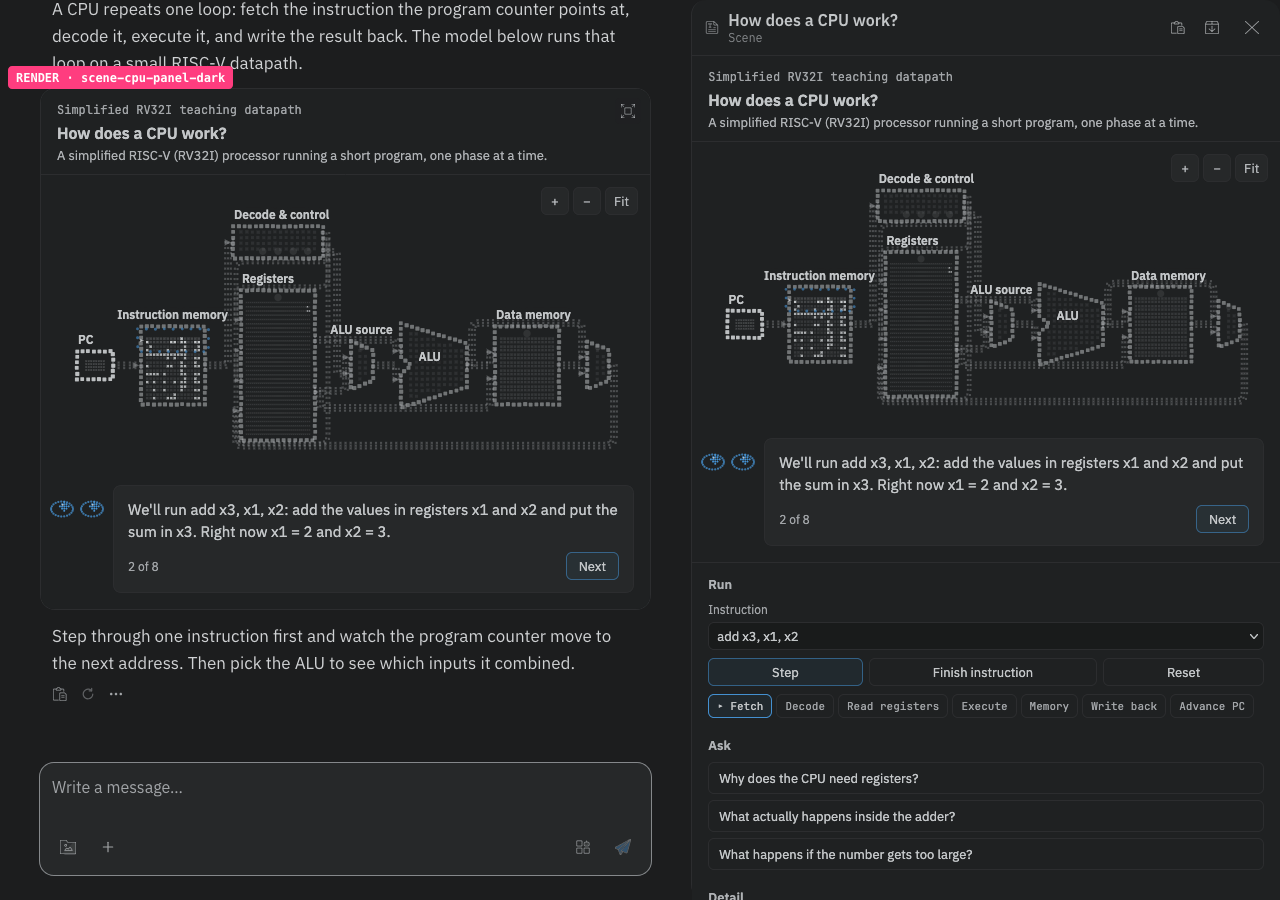 A CPU repeats one loop: fetch the instruction the program counter points at,
decode it, execute it, and write the result back. The model below runs that
loop on a small RISC-V datapath.
RENDER · scene-cpu-panel-dark
Simplified RV32I teaching datapath
How does a CPU work?
A simplified RISC-V (RV32I) processor running a short program, one phase at a time.
+
−
Fit
Decode & control
Registers
Instruction memory
Data memory
ALU source
PC
ALU
We'll run add x3, x1, x2: add the values in registers x1 and x2 and put the
sum in x3. Right now x1 = 2 and x2 = 3.
2 of 8
Next
Step through one instruction first and watch the program counter move to
the next address. Then pick the ALU to see which inputs it combined.
Write a message...
How does a CPU work?
Scene
Simplified RV32I teaching datapath
How does a CPU work?
A simplified RISC-V (RV32I) processor running a short program, one phase at a time.
+
−
Fit
Decode & control
Registers
Instruction memory
Data memory
ALU source
PC
ALU
We'll run add x3, x1, x2: add the values in registers x1 and x2 and put
the sum in x3. Right now x1 = 2 and x2 = 3.
2 of 8
Next
Run
Instruction
add x3, x1, x2
Step
Finish instruction
Reset
▸ Fetch
Decode
Read registers
Execute
Memory
Write back
Advance PC
Ask
Why does the CPU need registers?
What actually happens inside the adder?
What happens if the number gets too large?
Detail